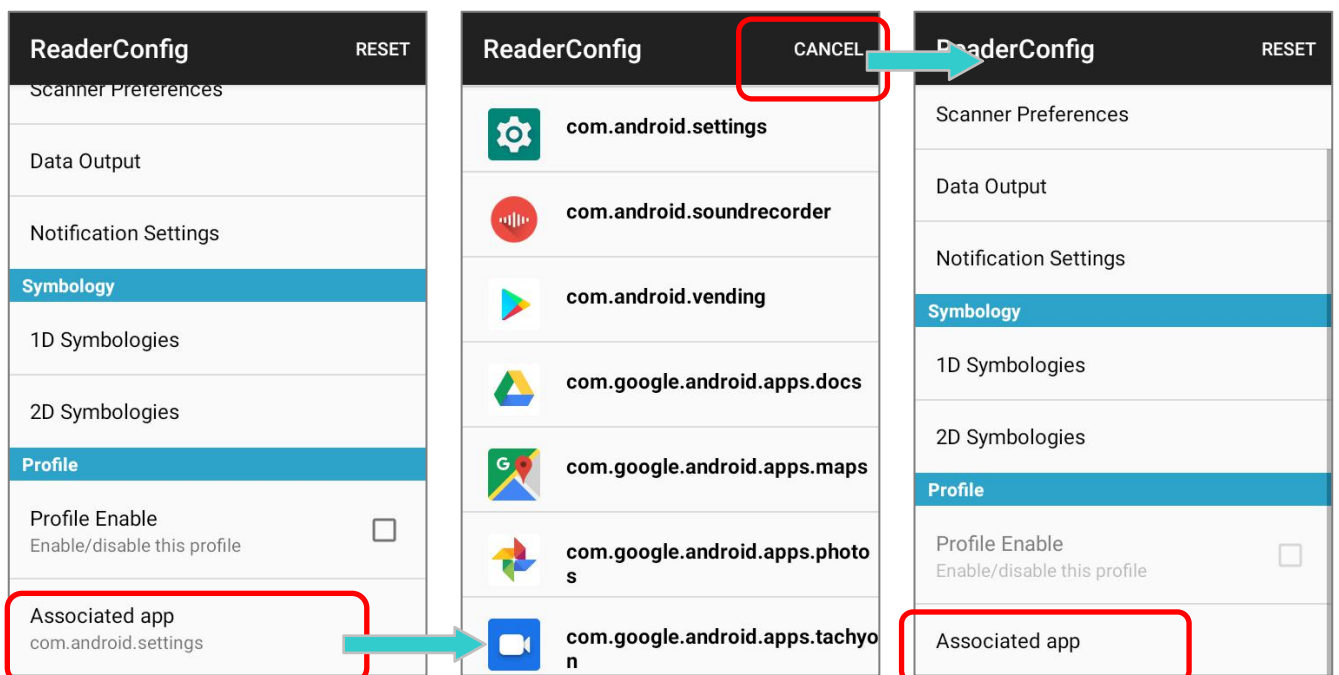 ReaderConfig
RESET
Scanner Preferences
Data Output
Notification Settings
Symbology
1D Symbologies
2D Symbologies
Profile
Profile Enable
Enable/disable this profile
Associated app
com.android.settings
ReaderConfig
CANCEL
com.android.settings
com.android.soundrecorder
com.android.vending
com.google.android.apps.docs
G
com.google.android.apps.maps
com.google.android.apps.photo
s
com.google.android.apps.tachyo
n
ReaderConfig
RESET
Scanner Preferences
Data Output
Notification Settings
Symbology
1D Symbologies
2D Symbologies
Profile
Profile Enable
Enable/disable this profile
Associated app